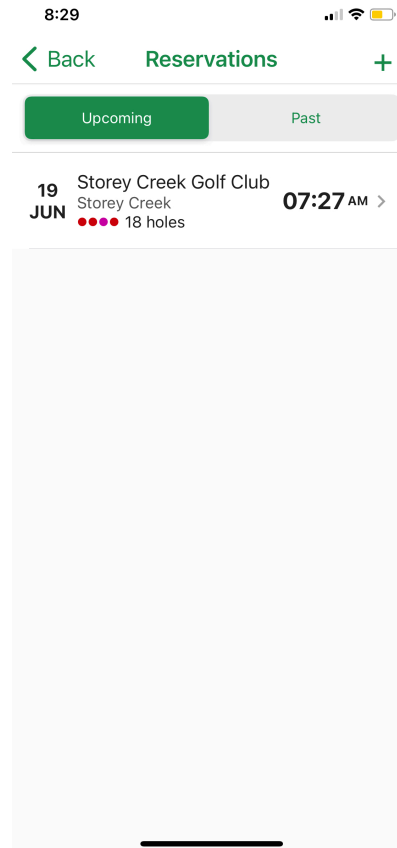 8:29
Back Reservations +
Upcoming Past
19 JUN
Storey Creek Golf Club
Storey Creek
18 holes
07:27 AM